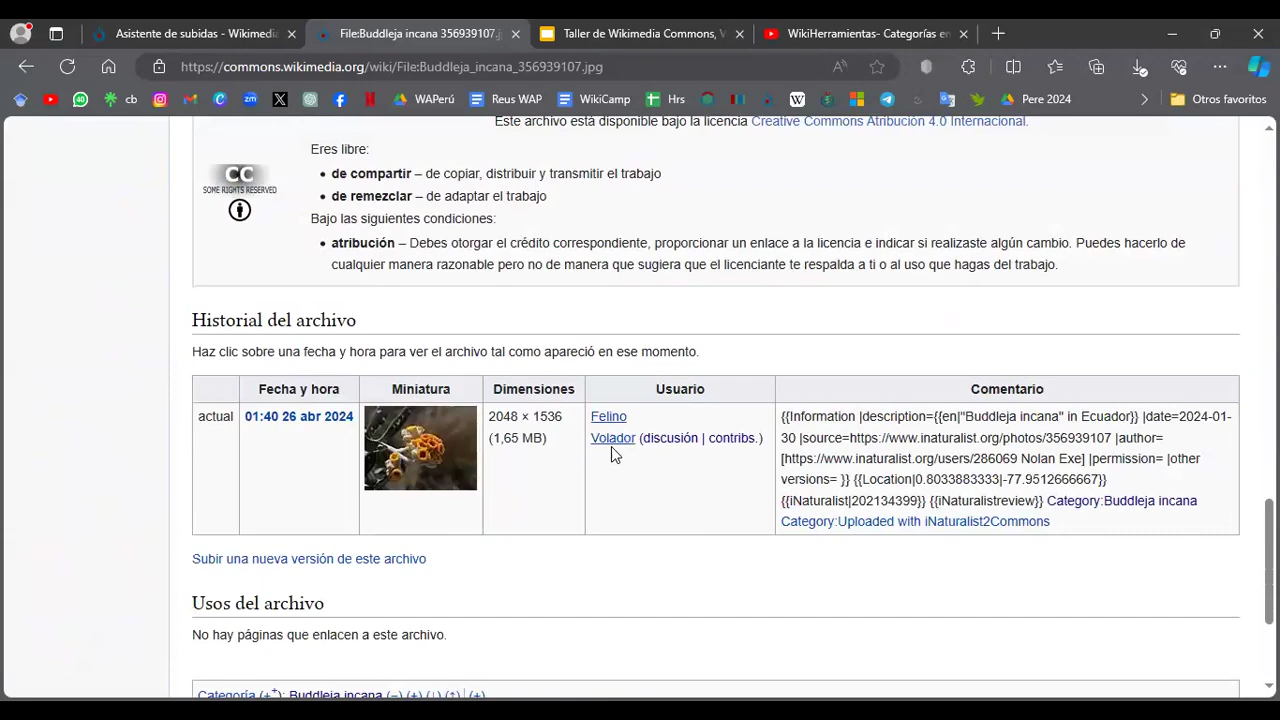 Asistente de subidas - Wikimedia
File:Buddleja incana 356939107.j
Taller de Wikimedia Commons, V
WikiHerramientas- Categorías en
https://commons.wikimedia.org/wiki/File:Buddleja_incana_356939107.jpg
cb
WAPerú
Reus WAP
WikiCamp
Hrs
Pere 2024
Otros favoritos
Este archivo está disponible bajo la licencia Creative Commons Atribución 4.0 Internacional.
CC
SOME RIGHTS RESERVED
Eres libre:
• de compartir – de copiar, distribuir y transmitir el trabajo
• de remezclar – de adaptar el trabajo
Bajo las siguientes condiciones:
• atribución – Debes otorgar el crédito correspondiente, proporcionar un enlace a la licencia e indicar si realizaste algún cambio. Puedes hacerlo de
cualquier manera razonable pero no de manera que sugiera que el licenciante te respalda a ti o al uso que hagas del trabajo.
Historial del archivo
Haz clic sobre una fecha y hora para ver el archivo tal como apareció en ese momento.
Fecha y hora Miniatura Dimensiones Usuario Comentario
actual 01:40 26 abr 2024
2048 × 1536
(1,65 MB)
Felino
Volador (discusión | contribs.)
{{Information |description={{en|"Buddleja incana" in Ecuador}} |date=2024-01-
30 |source=https://www.inaturalist.org/photos/356939107 |author=
[https://www.inaturalist.org/users/286069 Nolan Exe] |permission= |other
versions= }} {{Location|0.8033883333|-77.9512666667}}
{{iNaturalist|202134399}} {{iNaturalistreview}} Category:Buddleja incana
Category:Uploaded with iNaturalist2Commons
Subir una nueva versión de este archivo
Usos del archivo
No hay páginas que enlacen a este archivo.
Categoría (++): Buddleja incana (−) (±) (↓) (↑) | (+)